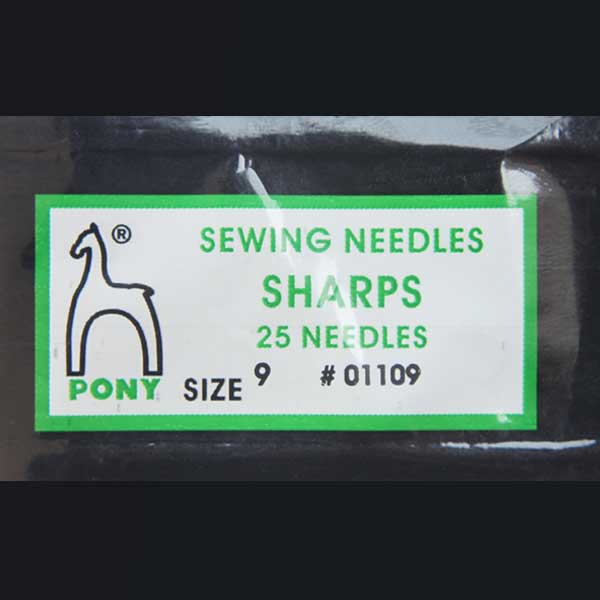 ®
SEWING NEEDLES
SHARPS
25 NEEDLES
PONY
SIZE 9 # 01109